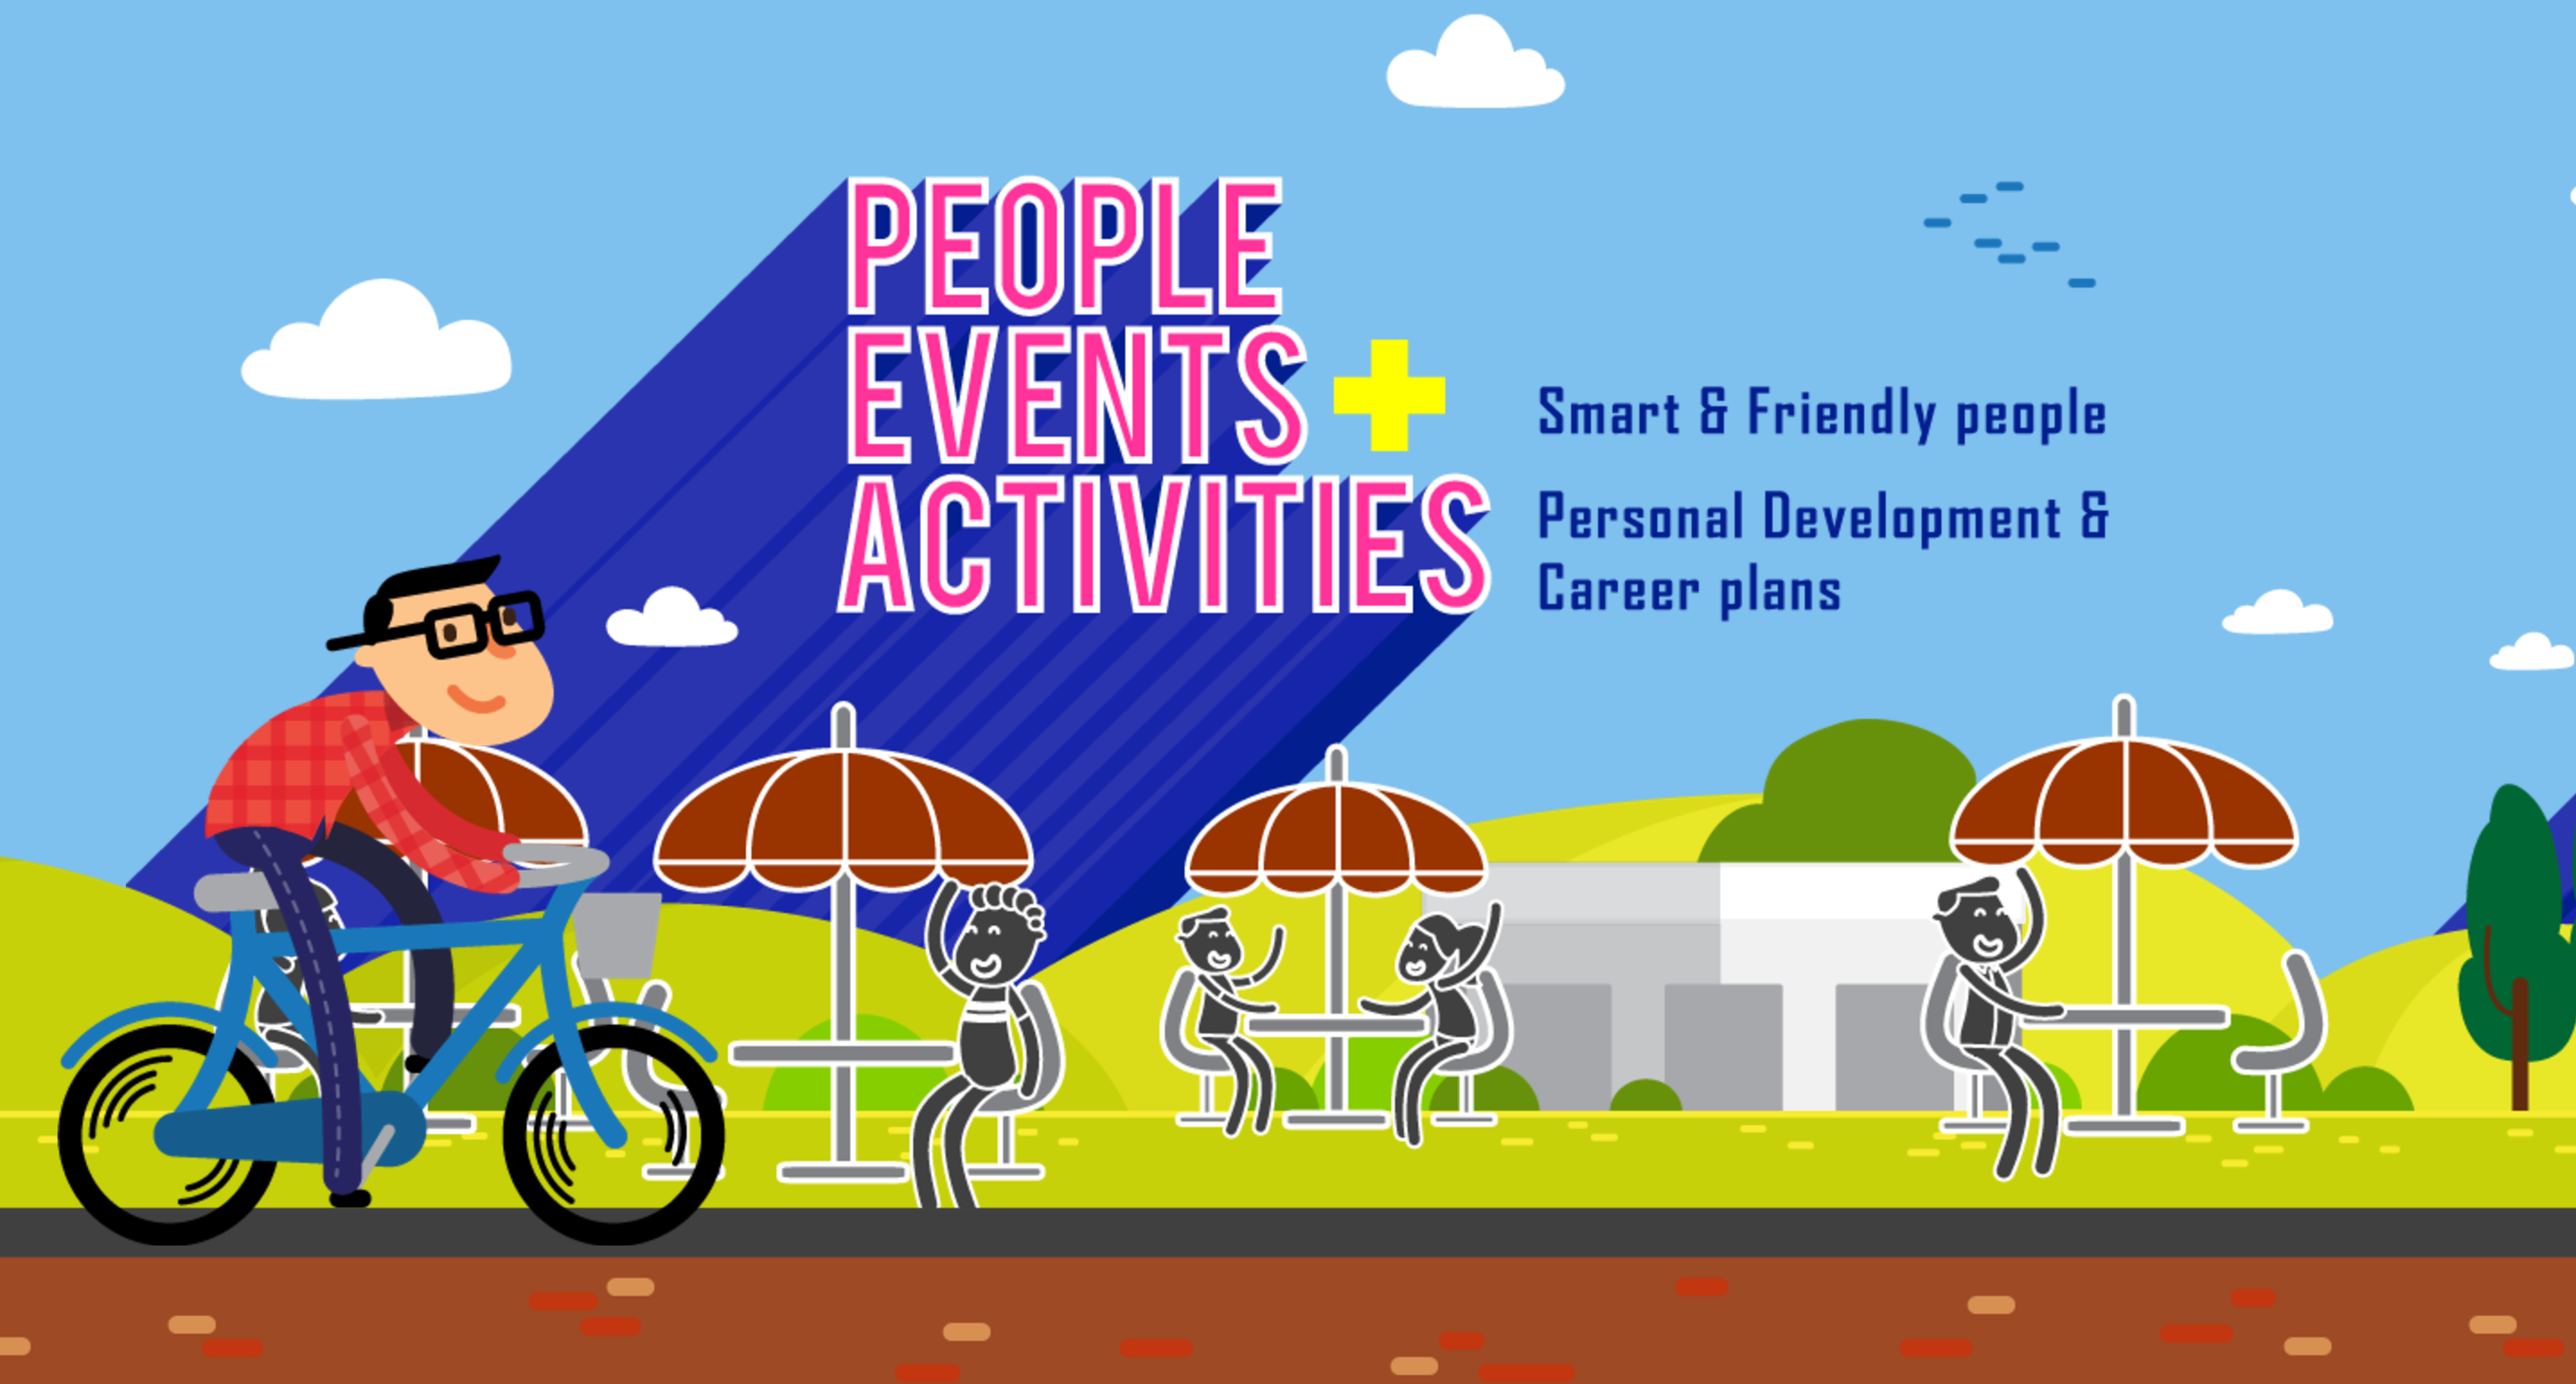 PEOPLE
EVENTS +
ACTIVITIES
Smart & Friendly people
Personal Development &
Career plans